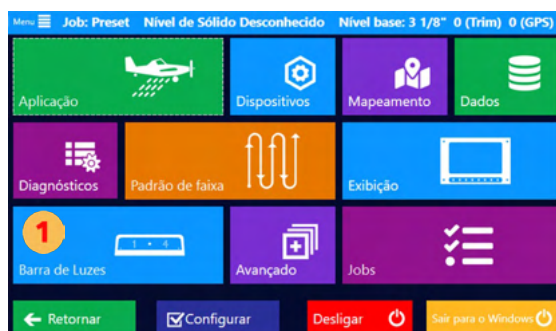 Menu Job: Preset Nível de Sólido Desconhecido Nível base: 3 1/8" 0 (Trim) 0 (GPS)
Aplicação
Dispositivos
Mapeamento
Dados
Diagnósticos
Padrão de faixa
Exibição
1
1 • 4
Barra de Luzes
Avançado
Jobs
Retornar
Configurar
Desligar
Sair para o Windows